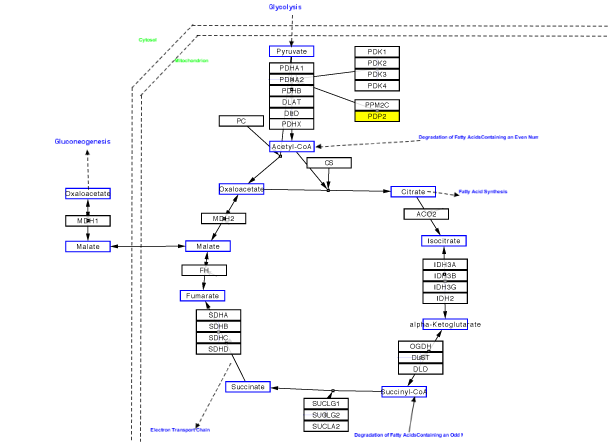 Glycolysis
Cytosol
Mitochondrion
Pyruvate
PDK1
PDK2
PDK3
PDK4
PDHA1
PDHA2
PDHB
DLAT
DLD
PDHX
PPM2C
PDP2
PC
Gluconeogenesis
Degradation of Fatty AcidsContaining an Even Num
Acetyl-CoA
CS
Oxaloacetate
Oxaloacetate
Citrate
Fatty Acid Synthesis
MDH1
MDH2
ACO2
Malate
Malate
Isocitrate
FH
IDH3A
IDH3B
IDH3G
IDH2
Fumarate
SDHA
SDHB
SDHC
SDHD
alpha-Ketoglutarate
OGDH
DLST
DLD
Succinate
Succinyl-CoA
SUCLG1
SUCLG2
SUCLA2
Electron Transport Chain
Degradation of Fatty AcidsContaining an Odd